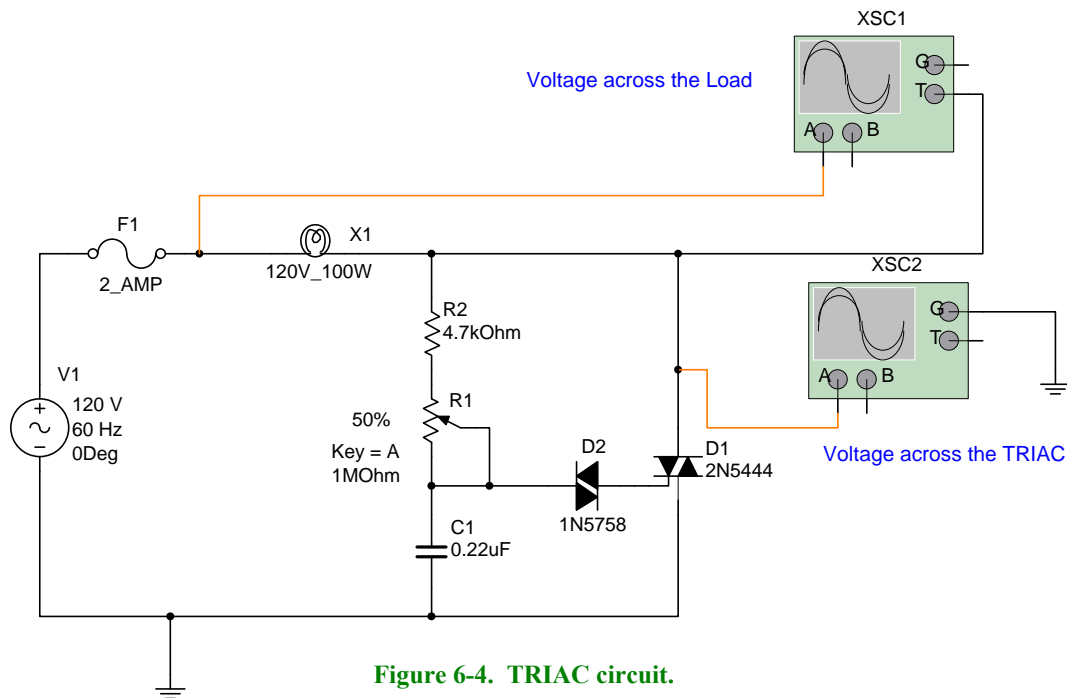 XSC1
Voltage across the Load
G
T
A
B
F1
2_AMP
X1
120V_100W
XSC2
G
T
A
B
Voltage across the TRIAC
R2
4.7kOhm
V1
120 V
60 Hz
0Deg
R1
50%
Key = A
1MOhm
D2
1N5758
D1
2N5444
C1
0.22uF
Figure 6-4. TRIAC circuit.